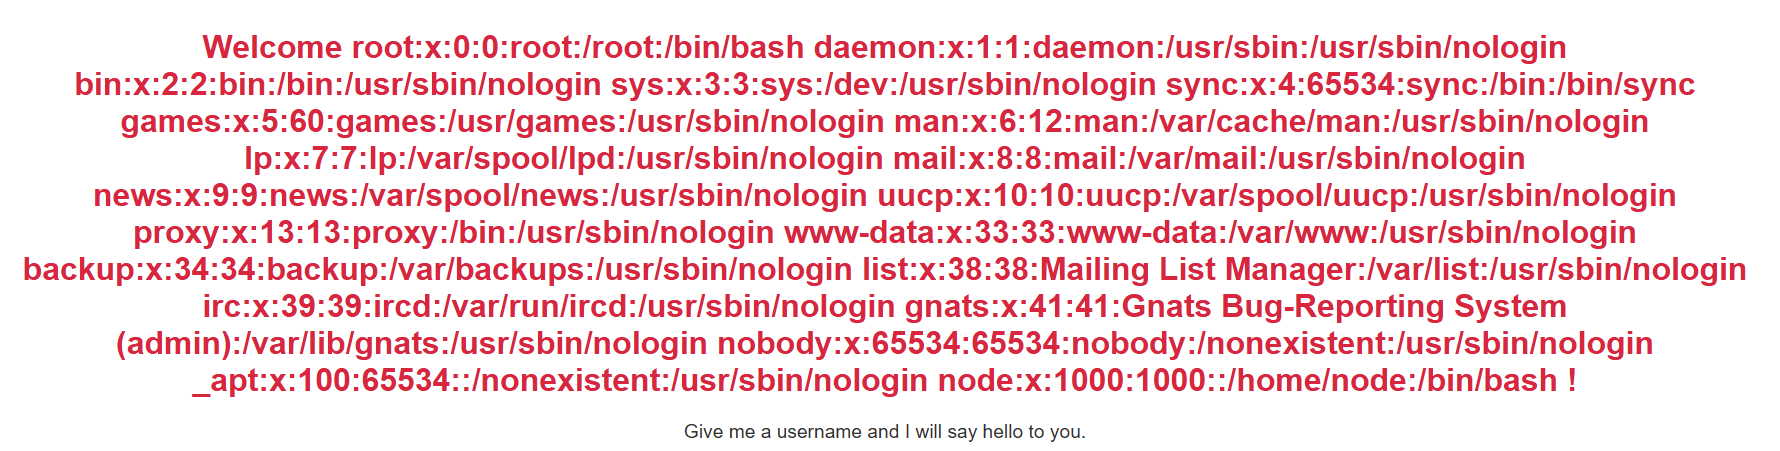 Welcome root:x:0:0:root:/root:/bin/bash daemon:x:1:1:daemon:/usr/sbin:/usr/sbin/nologin
bin:x:2:2:bin:/bin:/usr/sbin/nologin sys:x:3:3:sys:/dev:/usr/sbin/nologin sync:x:4:65534:sync:/bin:/bin/sync
games:x:5:60:games:/usr/games:/usr/sbin/nologin man:x:6:12:man:/var/cache/man:/usr/sbin/nologin
lp:x:7:7:lp:/var/spool/lpd:/usr/sbin/nologin mail:x:8:8:mail:/var/mail:/usr/sbin/nologin
news:x:9:9:news:/var/spool/news:/usr/sbin/nologin uucp:x:10:10:uucp:/var/spool/uucp:/usr/sbin/nologin
proxy:x:13:13:proxy:/bin:/usr/sbin/nologin www-data:x:33:33:www-data:/var/www:/usr/sbin/nologin
backup:x:34:34:backup:/var/backups:/usr/sbin/nologin list:x:38:38:Mailing List Manager:/var/list:/usr/sbin/nologin
irc:x:39:39:ircd:/var/run/ircd:/usr/sbin/nologin gnats:x:41:41:Gnats Bug-Reporting System
(admin):/var/lib/gnats:/usr/sbin/nologin nobody:x:65534:65534:nobody:/nonexistent:/usr/sbin/nologin
_apt:x:100:65534::/nonexistent:/usr/sbin/nologin node:x:1000:1000::/home/node:/bin/bash !
Give me a username and I will say hello to you.